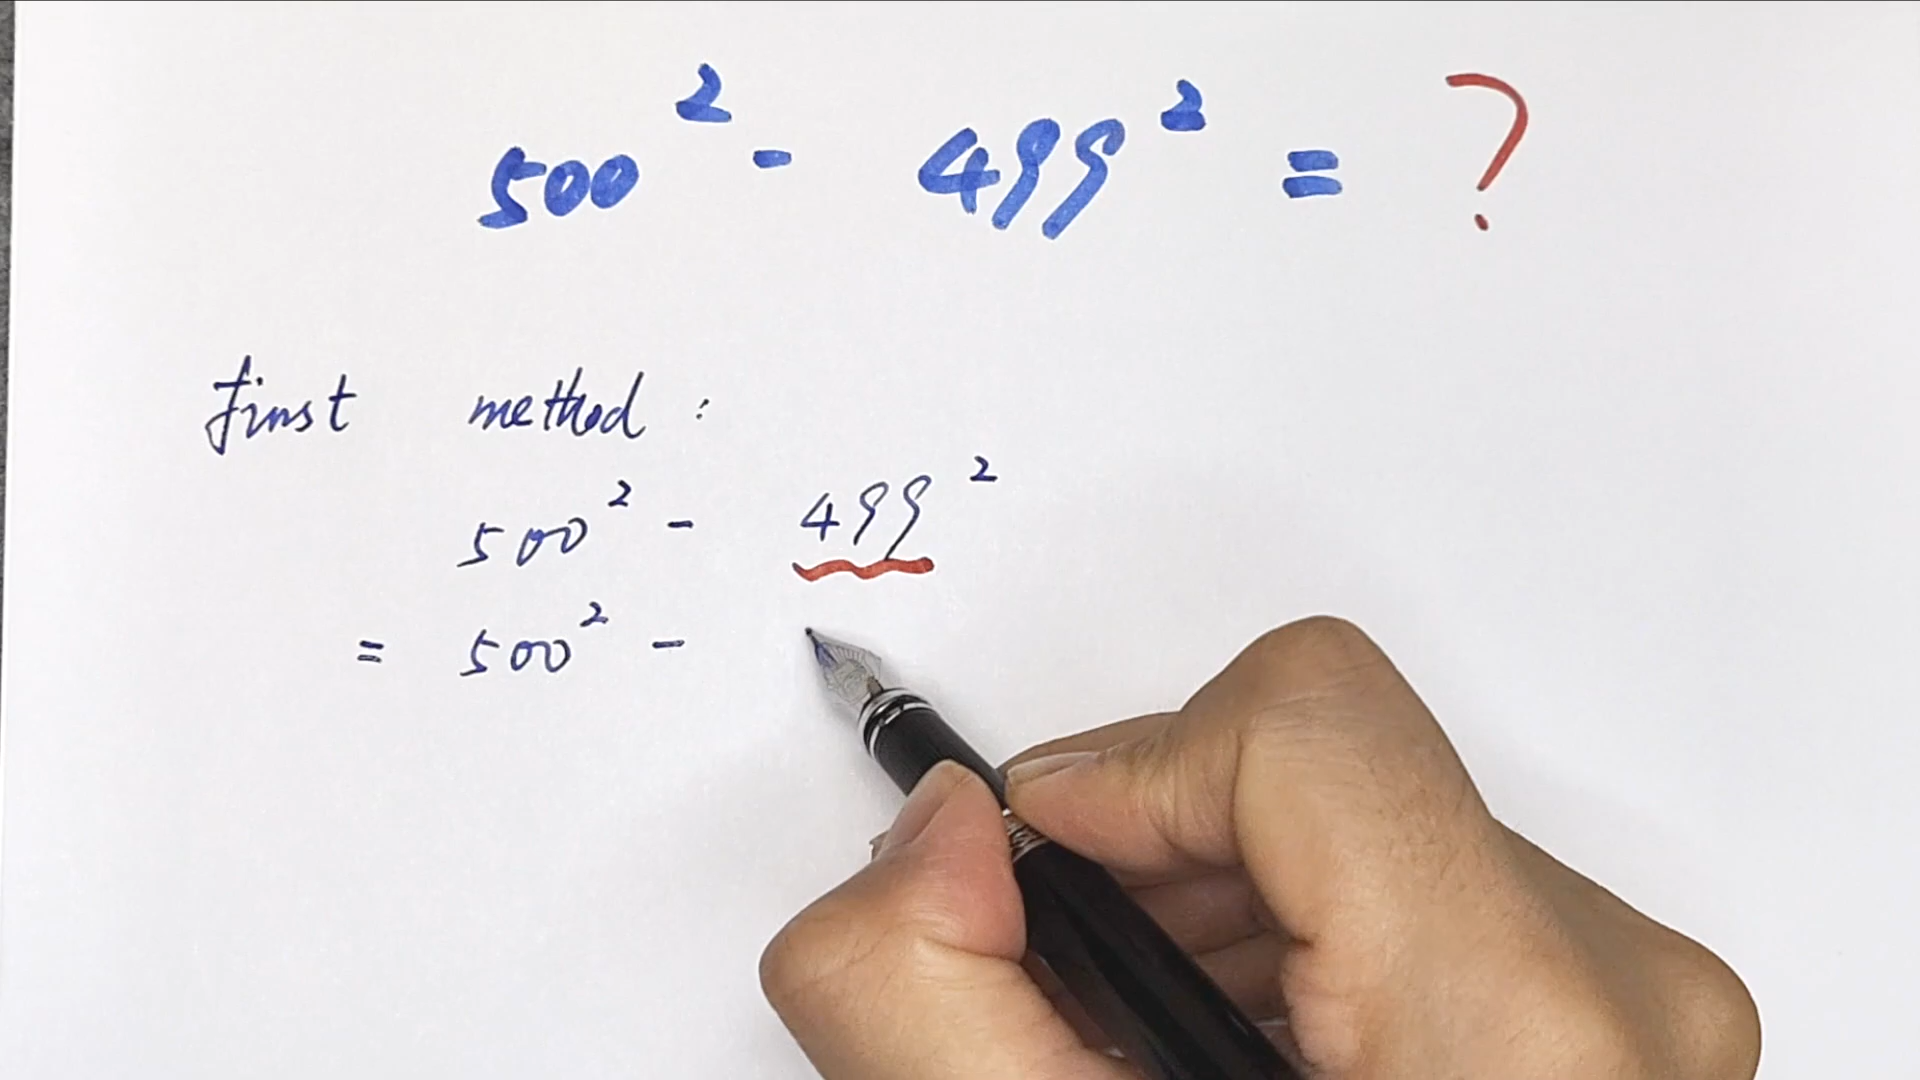 500² - 499² = ?
first method :
500² - 499²
= 500² -